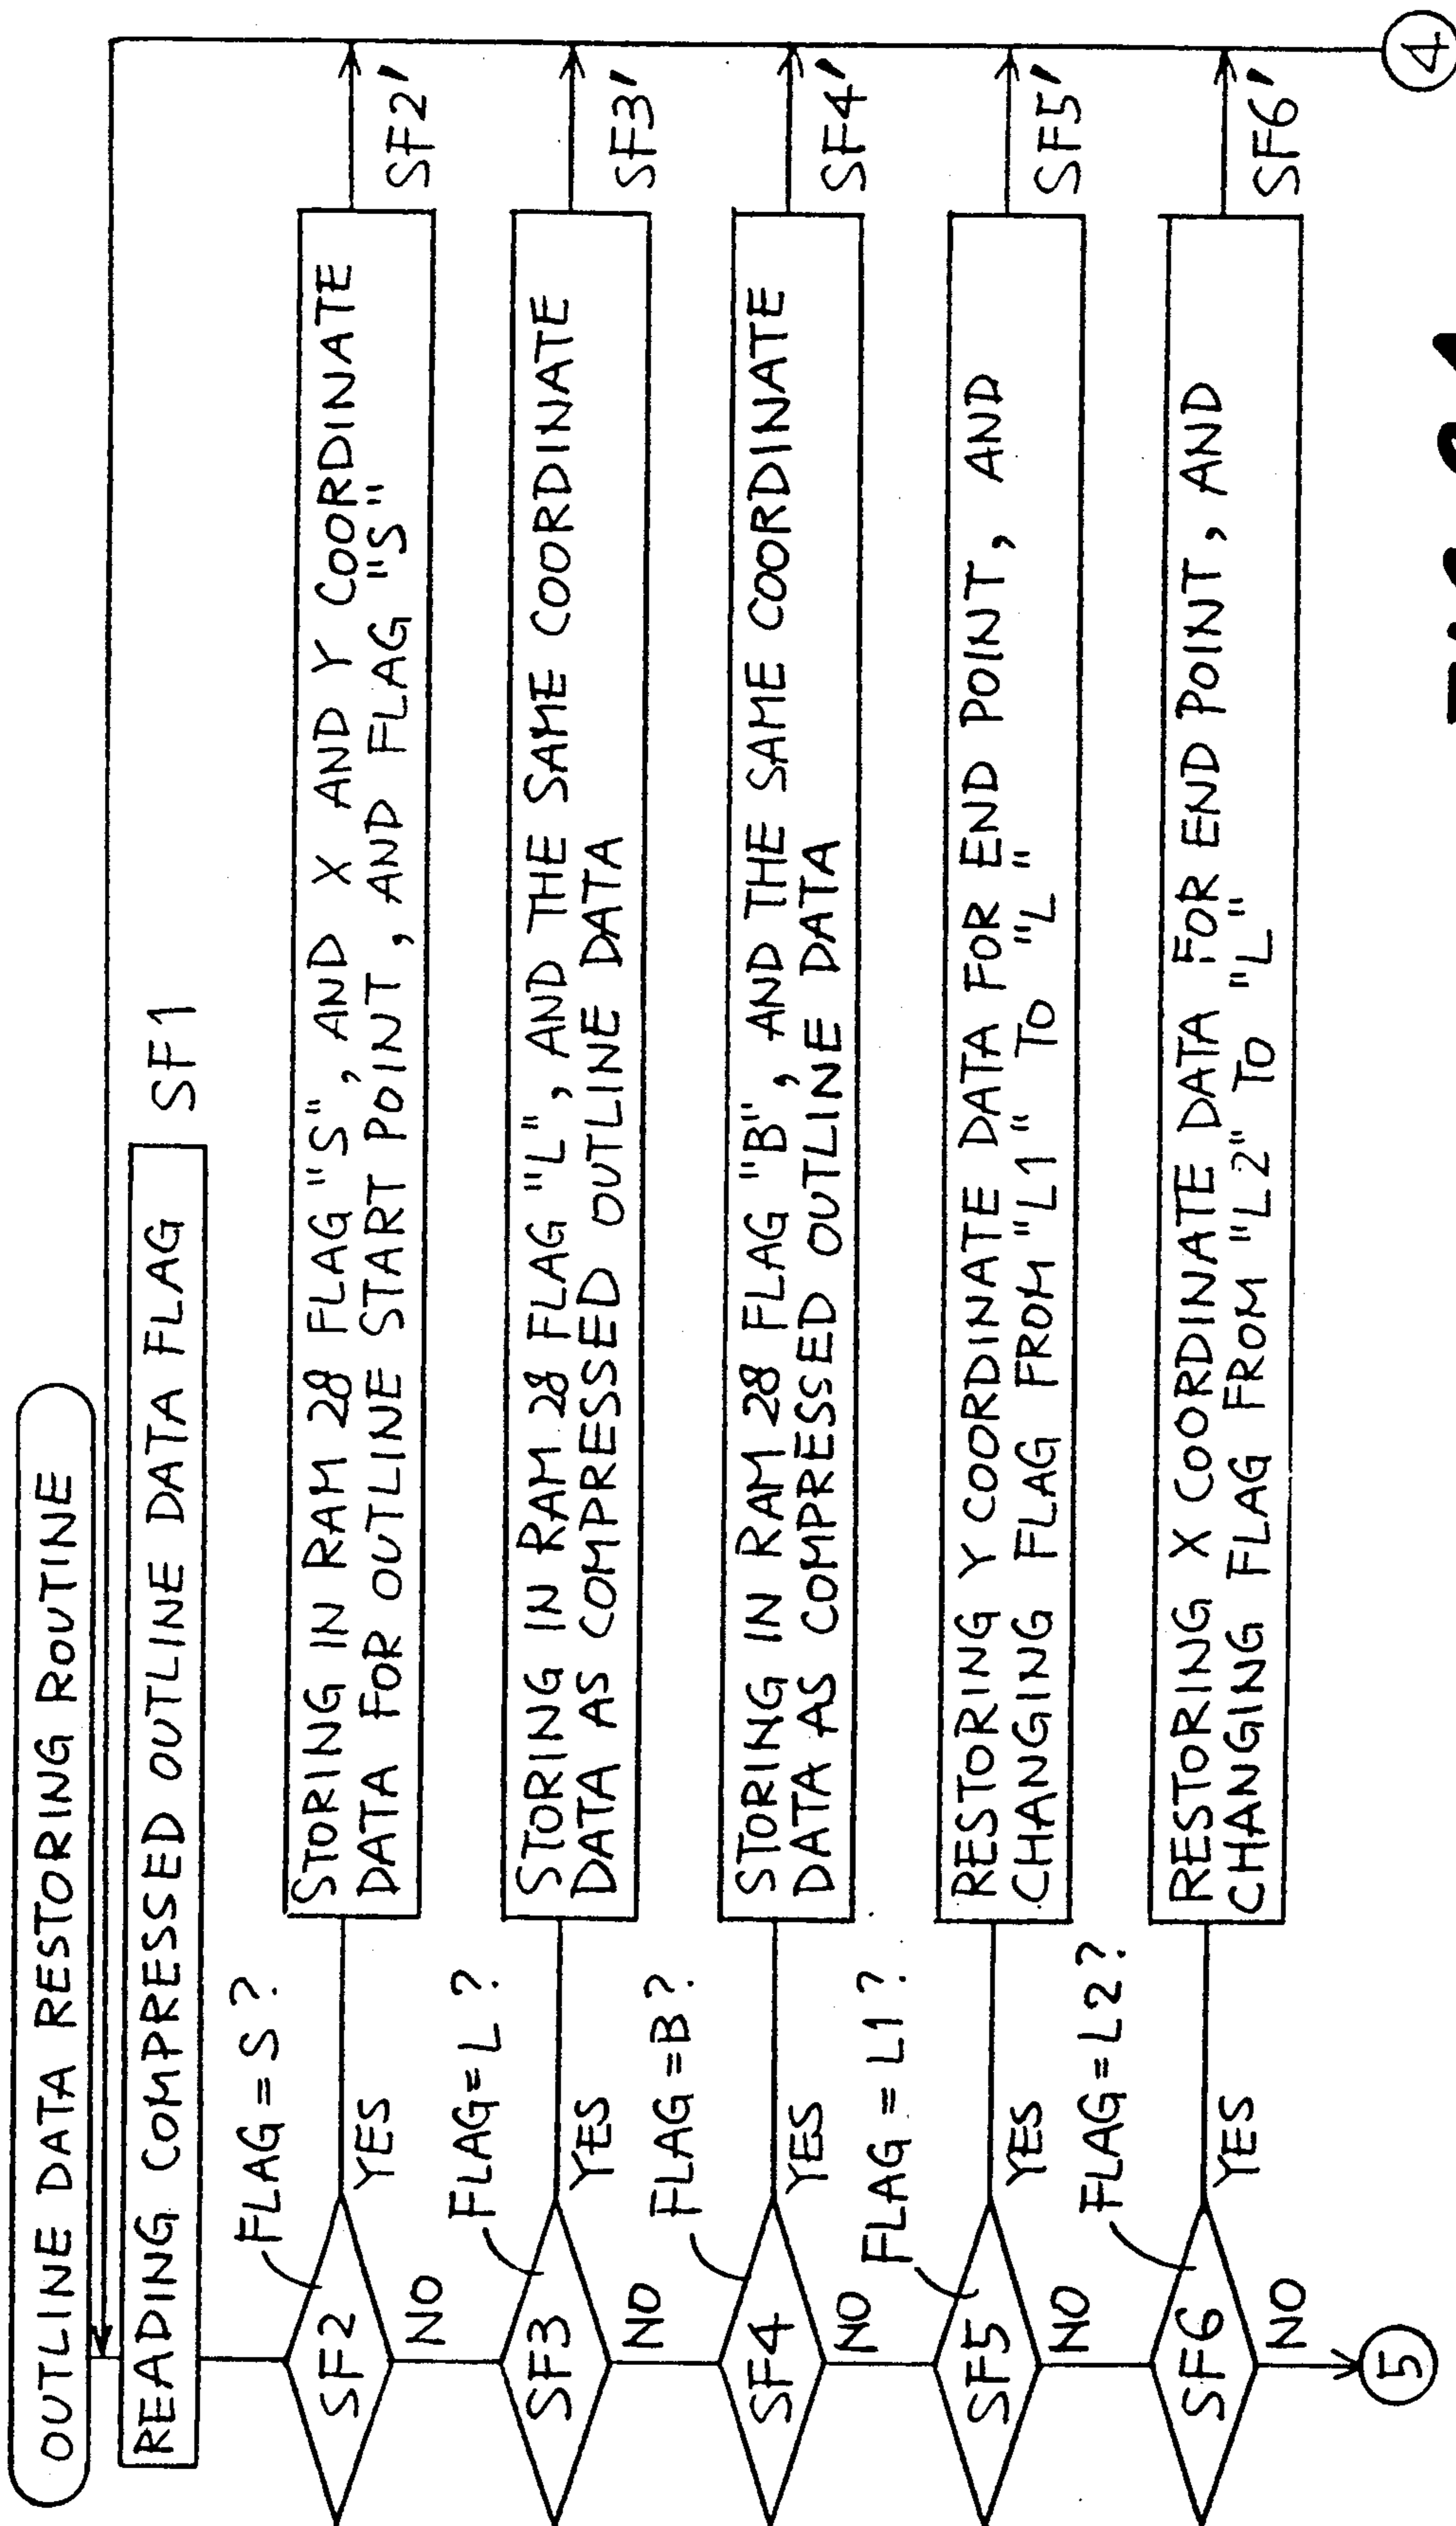 OUTLINE DATA RESTORING ROUTINE
READING COMPRESSED OUTLINE DATA FLAG
SF1
FLAG=S?
SF2
YES
NO
STORING IN RAM 28 FLAG "S", AND X AND Y COORDINATE
DATA FOR OUTLINE START POINT, AND FLAG "S"
SF2'
FLAG=L?
SF3
YES
NO
STORING IN RAM 28 FLAG "L", AND THE SAME COORDINATE
DATA AS COMPRESSED OUTLINE DATA
SF3'
FLAG=B?
SF4
YES
NO
STORING IN RAM 28 FLAG "B", AND THE SAME COORDINATE
DATA AS COMPRESSED OUTLINE DATA
SF4'
FLAG=L1?
SF5
YES
NO
RESTORING Y COORDINATE DATA FOR END POINT, AND
CHANGING FLAG FROM "L1" TO "L"
SF5'
FLAG=L2?
SF6
YES
NO
RESTORING X COORDINATE DATA FOR END POINT, AND
CHANGING FLAG FROM "L2" TO "L"
SF6'
4
5